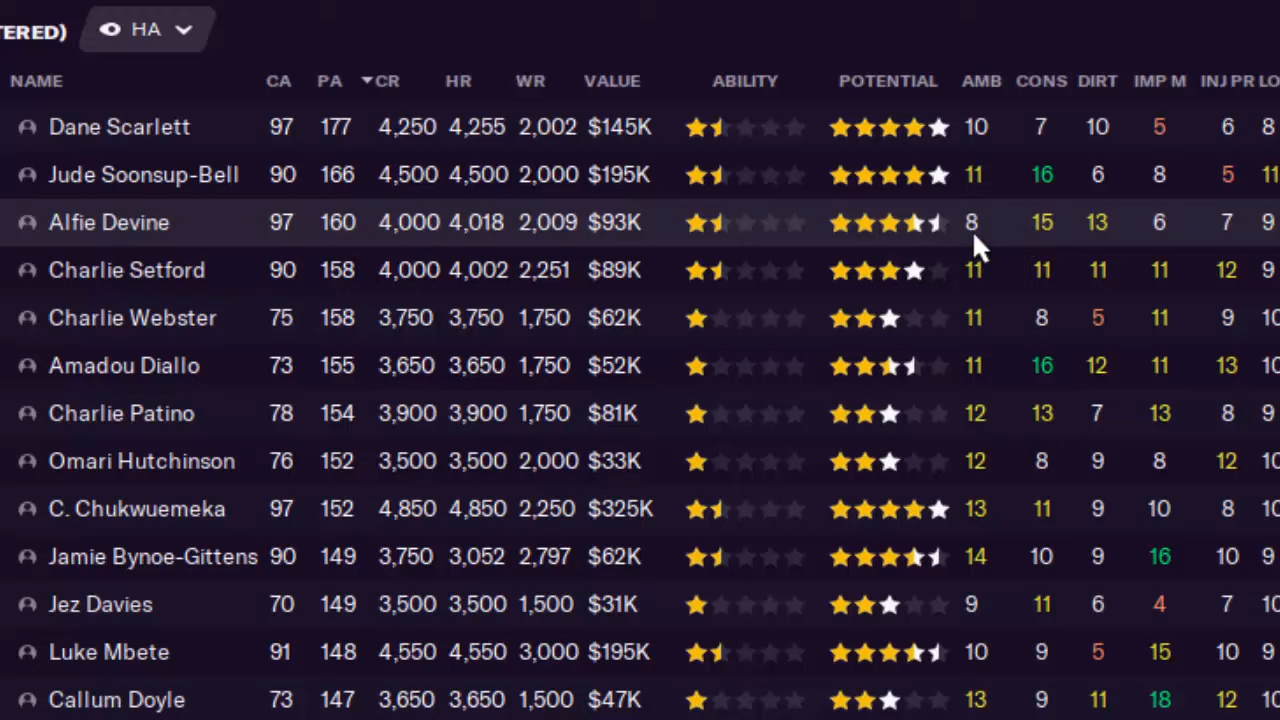 TERED) HA
NAME CA PA CR HR WR VALUE ABILITY POTENTIAL AMB CONS DIRT IMP M INJ PR LO
Dane Scarlett 97 177 4,250 4,255 2,002 $145K 10 7 10 5 6 8
Jude Soonsup-Bell 90 166 4,500 4,500 2,000 $195K 11 16 6 8 5 11
Alfie Devine 97 160 4,000 4,018 2,009 $93K 8 15 13 6 7 9
Charlie Setford 90 158 4,000 4,002 2,251 $89K 11 11 11 11 12 9
Charlie Webster 75 158 3,750 3,750 1,750 $62K 11 8 5 11 9 10
Amadou Diallo 73 155 3,650 3,650 1,750 $52K 11 16 12 11 13 10
Charlie Patino 78 154 3,900 3,900 1,750 $81K 12 13 7 13 8 9
Omari Hutchinson 76 152 3,500 3,500 2,000 $33K 12 8 9 8 12 10
C. Chukwuemeka 97 152 4,850 4,850 2,250 $325K 13 11 9 10 8 10
Jamie Bynoe-Gittens 90 149 3,750 3,052 2,797 $62K 14 10 9 16 10 9
Jez Davies 70 149 3,500 3,500 1,500 $31K 9 11 6 4 7 10
Luke Mbete 91 148 4,550 4,550 3,000 $195K 10 9 5 15 10 9
Callum Doyle 73 147 3,650 3,650 1,500 $47K 13 9 11 18 12 10